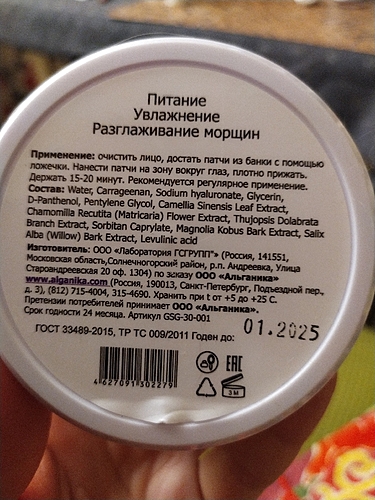 Питание
Увлажнение
Разглаживание морщин
Применение: очистить лицо, достать патчи из банки с помощью
ложечки. Нанести патчи на зону вокруг глаз, плотно прижать.
Держать 15-20 минут. Рекомендуется регулярное применение.
Состав: Water, Carrageenan, Sodium hyaluronate, Glycerin,
D-Panthenol, Pentylene Glycol, Camellia Sinensis Leaf Extract,
Chamomilla Recutita (Matricaria) Flower Extract, Thujopsis Dolabrata
Branch Extract, Sorbitan Caprylate, Magnolia Kobus Bark Extract, Salix
Alba (Willow) Bark Extract, Levulinic acid
Изготовитель: ООО «Лаборатория ГСГРУПП"» (Россия, 141551,
Московская область,Солнечногорский район, р.п. Андреевка, Улица
Староандреевская 20 оф. 1304) по заказу ООО «Альганика»
www.alganika.com (Россия, 190013, Санкт-Петербург, Подъездной пер.,
д. 3), (812) 715-4004, 315-4690. Хранить при t от +5 до +25 С.
Претензии потребителей принимает ООО «Альганика».
Срок годности 24 месяца. Артикул GSG-30-001
ГОСТ 33489-2015, ТР ТС 009/2011 Годен до: 01.2025
EAC
3 M
4 627091 302279